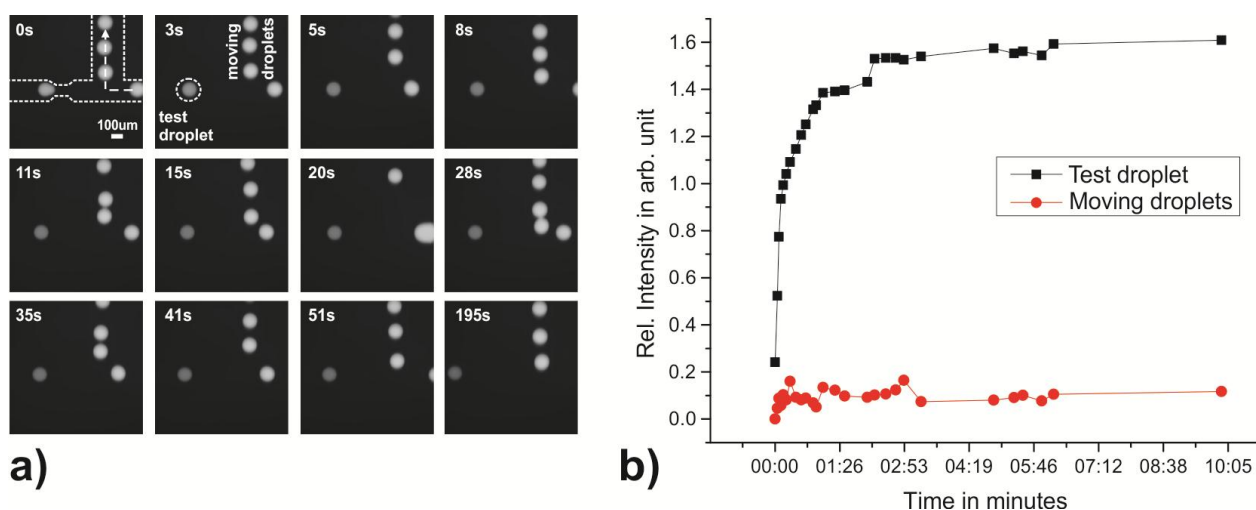 0s
100um
3s
moving
droplets
test
droplet
5s
8s
11s
15s
20s
28s
35s
41s
51s
195s
a)
Rel. Intensity in arb. unit
1.6
1.4
1.2
1.0
0.8
0.6
0.4
0.2
0.0
Test droplet
Moving droplets
00:00 01:26 02:53 04:19 05:46 07:12 08:38 10:05
Time in minutes
b)